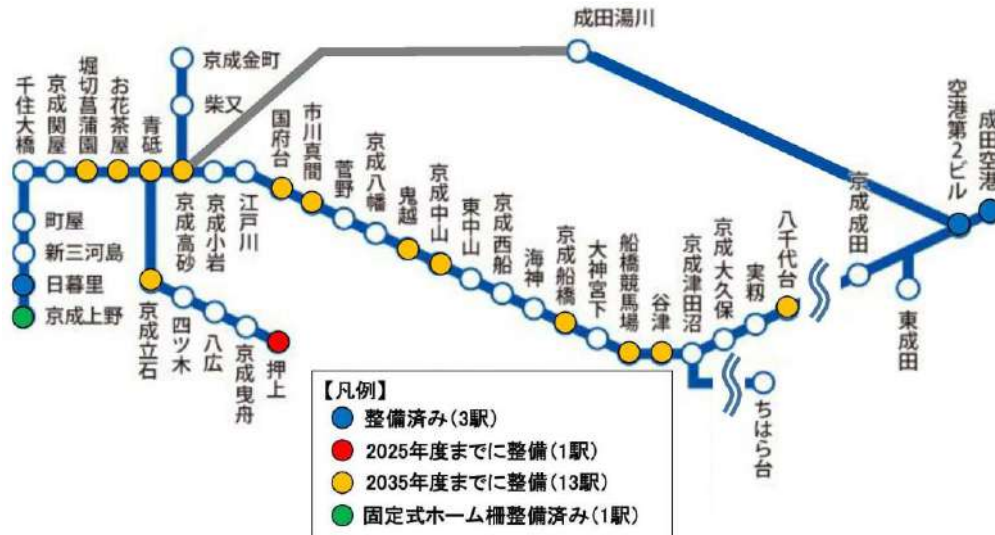 成田湯川
京成金町
柴又
千住大橋
京成関屋
堀切菖蒲園
お花茶屋
青砥
京成高砂
京成小岩
江戸川
国府台
市川真間
菅野
京成八幡
鬼越
京成中山
東中山
京成西船
海神
京成船橋
大神宮下
船橋競馬場
谷津
京成津田沼
京成大久保
実籾
八千代台
京成成田
空港第2ビル
成田空港
東成田
ちはら台
町屋
新三河島
日暮里
京成上野
京成立石
四ツ木
八広
京成曳舟
押上
【凡例】
整備済み(3駅)
2025年度までに整備(1駅)
2035年度までに整備(13駅)
固定式ホーム柵整備済み(1駅)